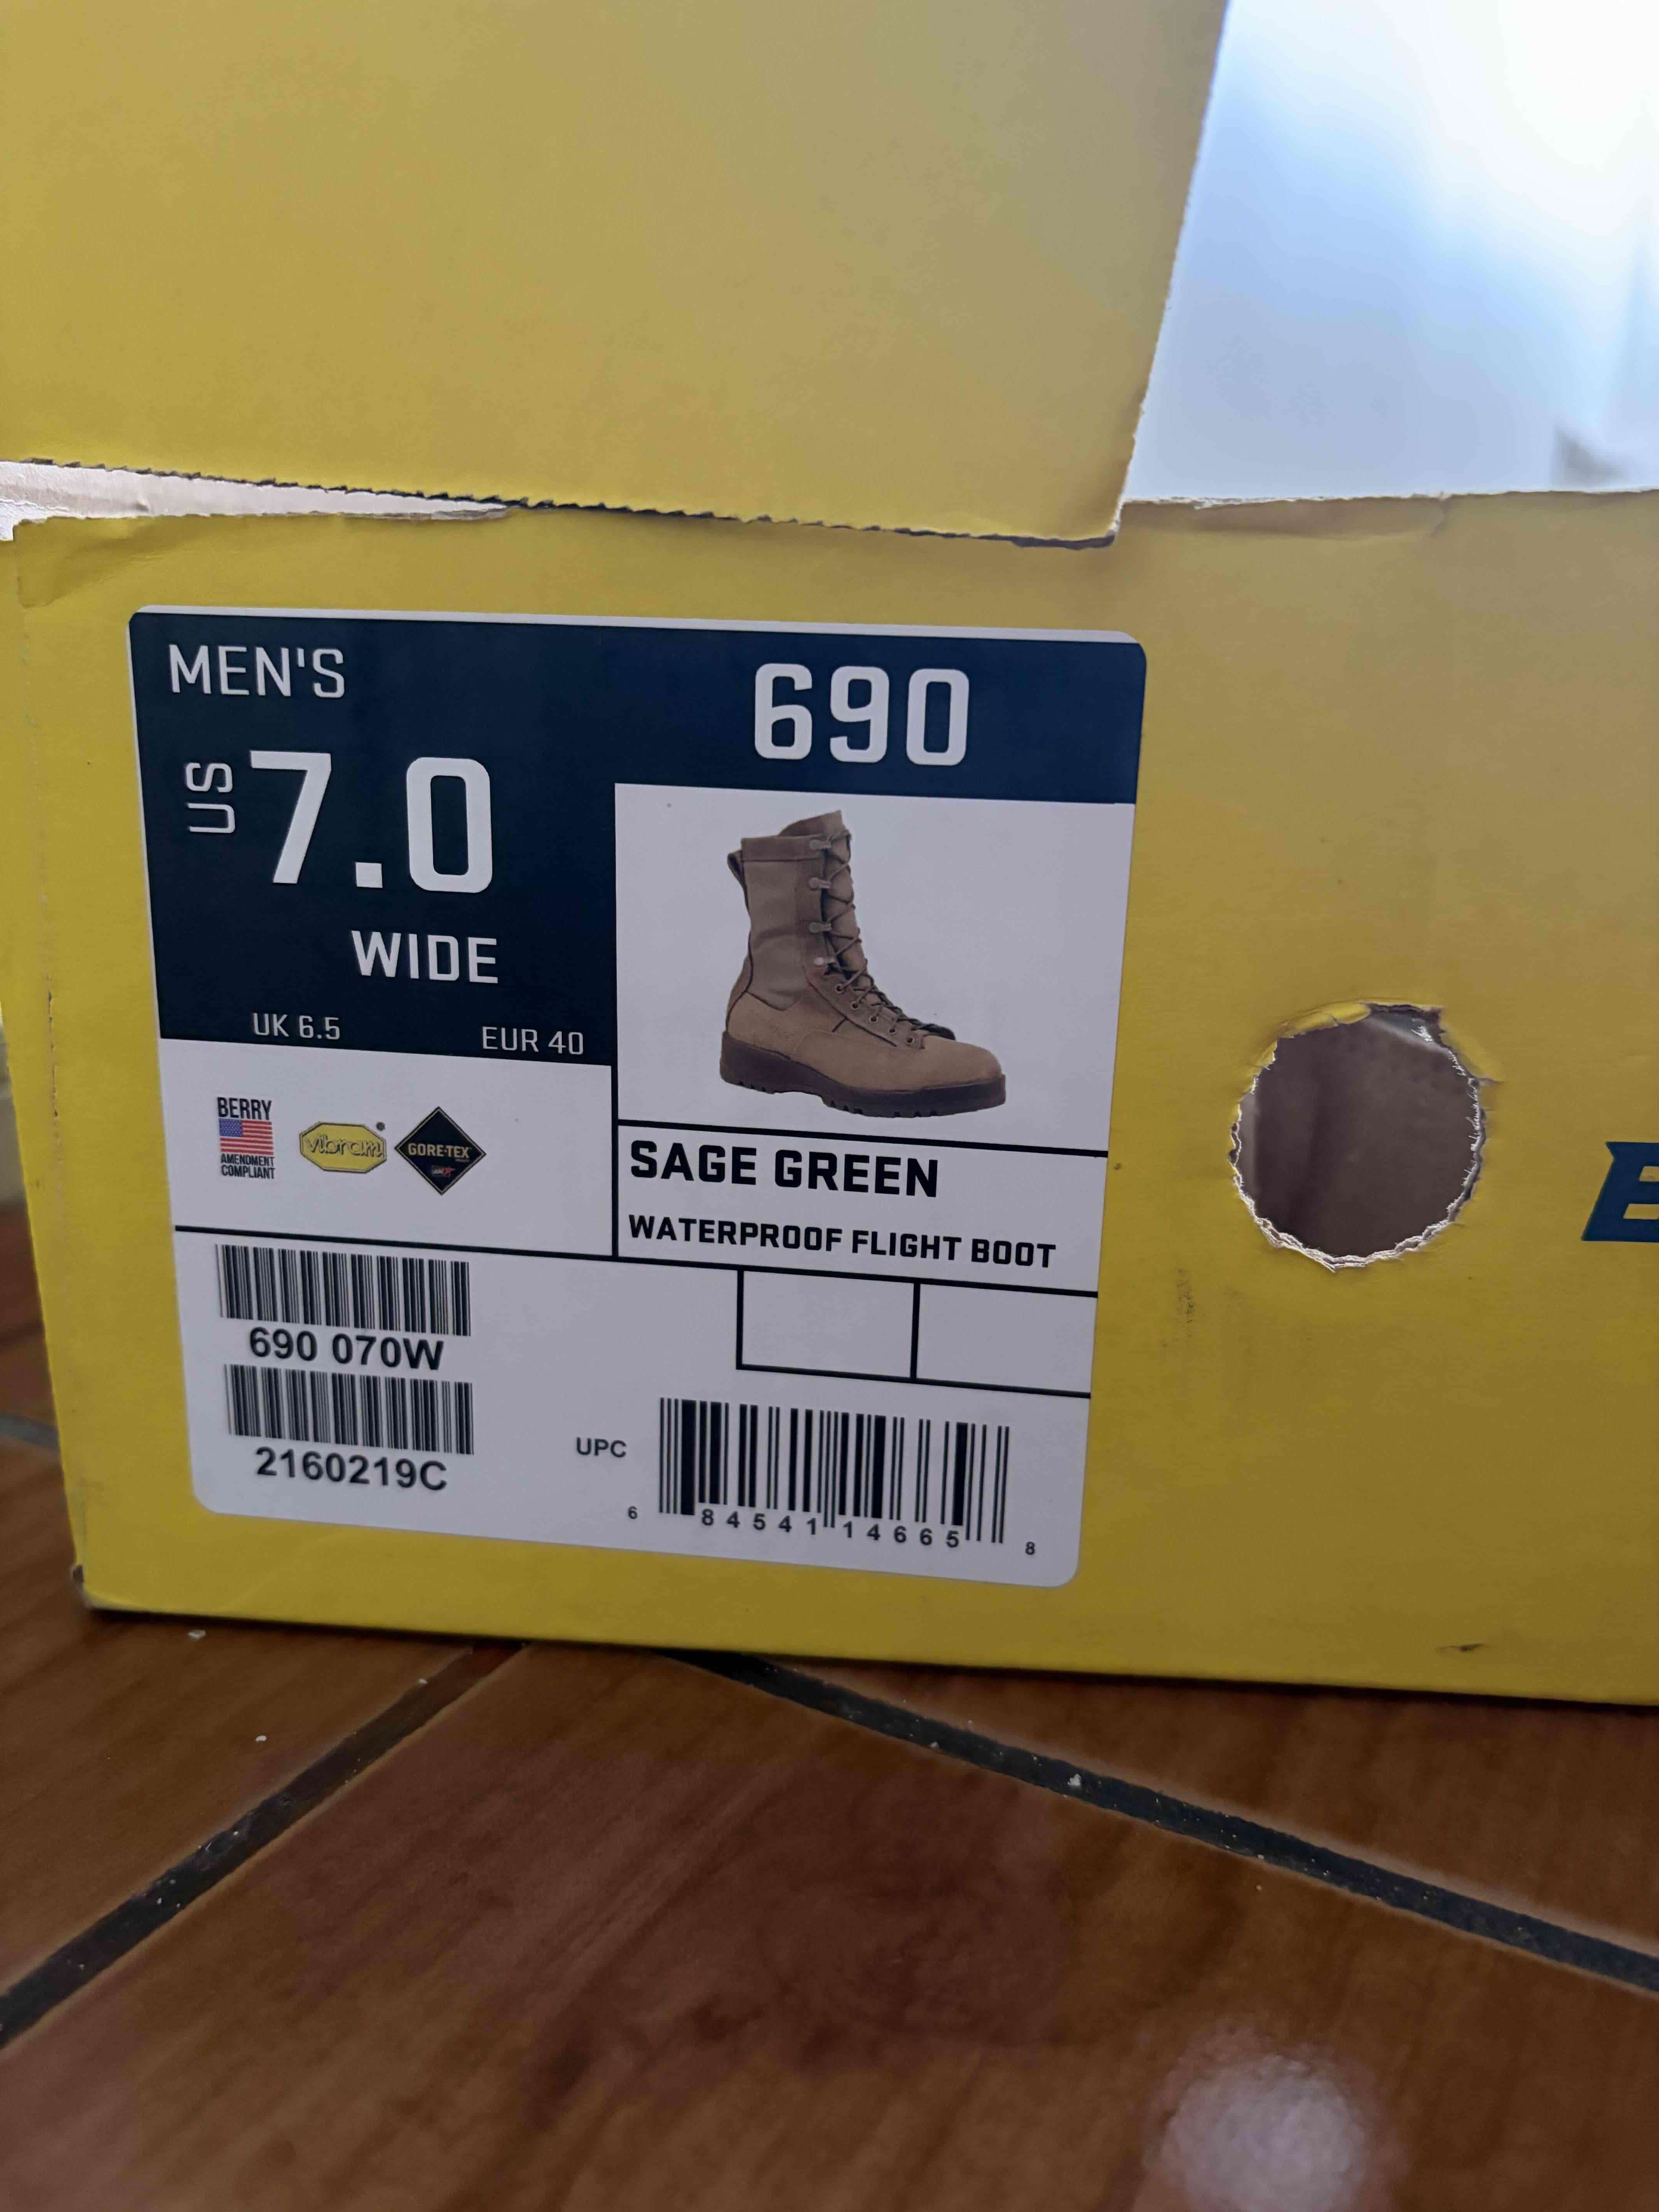 MEN'S
690
US 7.0
WIDE
UK 6.5 EUR 40
BERRY
AMENDMENT
COMPLIANT
vibram®
GORE-TEX
SAGE GREEN
WATERPROOF FLIGHT BOOT
690 070W
2160219C
UPC
6 84541 14665 8